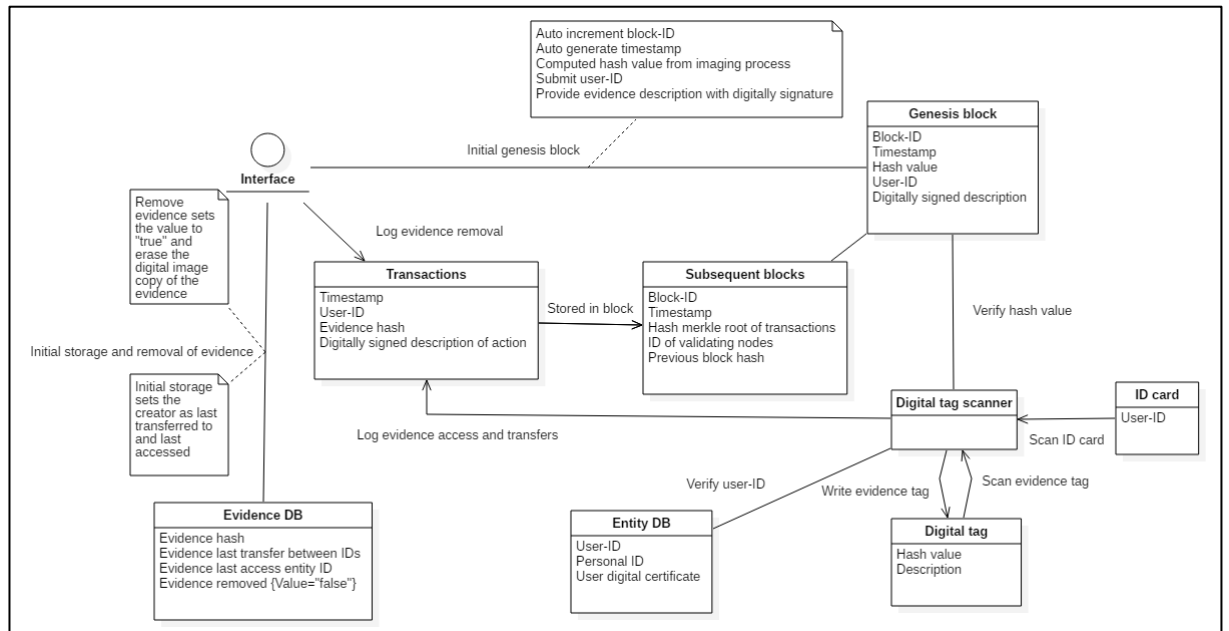 Auto increment block-ID
Auto generate timestamp
Computed hash value from imaging process
Submit user-ID
Provide evidence description with digitally signature
Genesis block
Block-ID
Timestamp
Hash value
User-ID
Digitally signed description
Initial genesis block
Interface
Remove
evidence sets
the value to
"true" and
erase the
digital image
copy of the
evidence
Log evidence removal
Transactions
Timestamp
User-ID
Evidence hash
Digitally signed description of action
Stored in block
Subsequent blocks
Block-ID
Timestamp
Hash merkle root of transactions
ID of validating nodes
Previous block hash
Verify hash value
Initial storage and removal of evidence
Initial storage
sets the
creator as last
transferred to
and last
accessed
Log evidence access and transfers
Digital tag scanner
ID card
User-ID
Scan ID card
Verify user-ID
Write evidence tag
Scan evidence tag
Evidence DB
Evidence hash
Evidence last transfer between IDs
Evidence last access entity ID
Evidence removed {Value="false"}
Entity DB
User-ID
Personal ID
User digital certificate
Digital tag
Hash value
Description